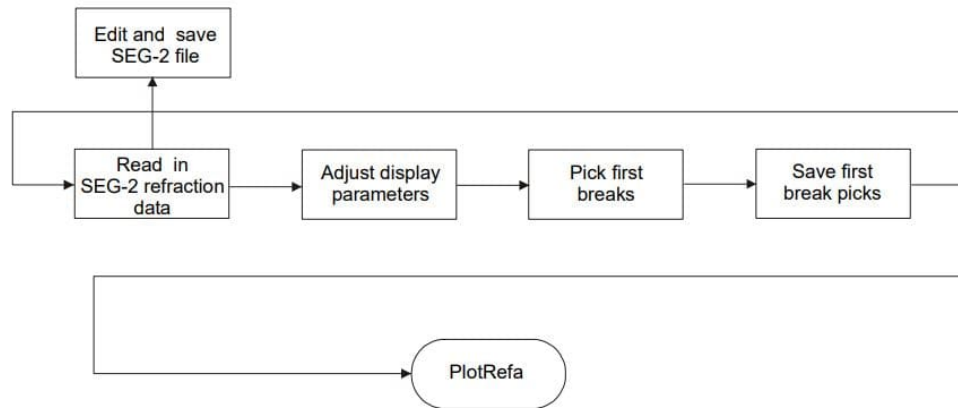 Edit and save
SEG-2 file
Read in
SEG-2 refraction
data
Adjust display
parameters
Pick first
breaks
Save first
break picks
PlotRefa